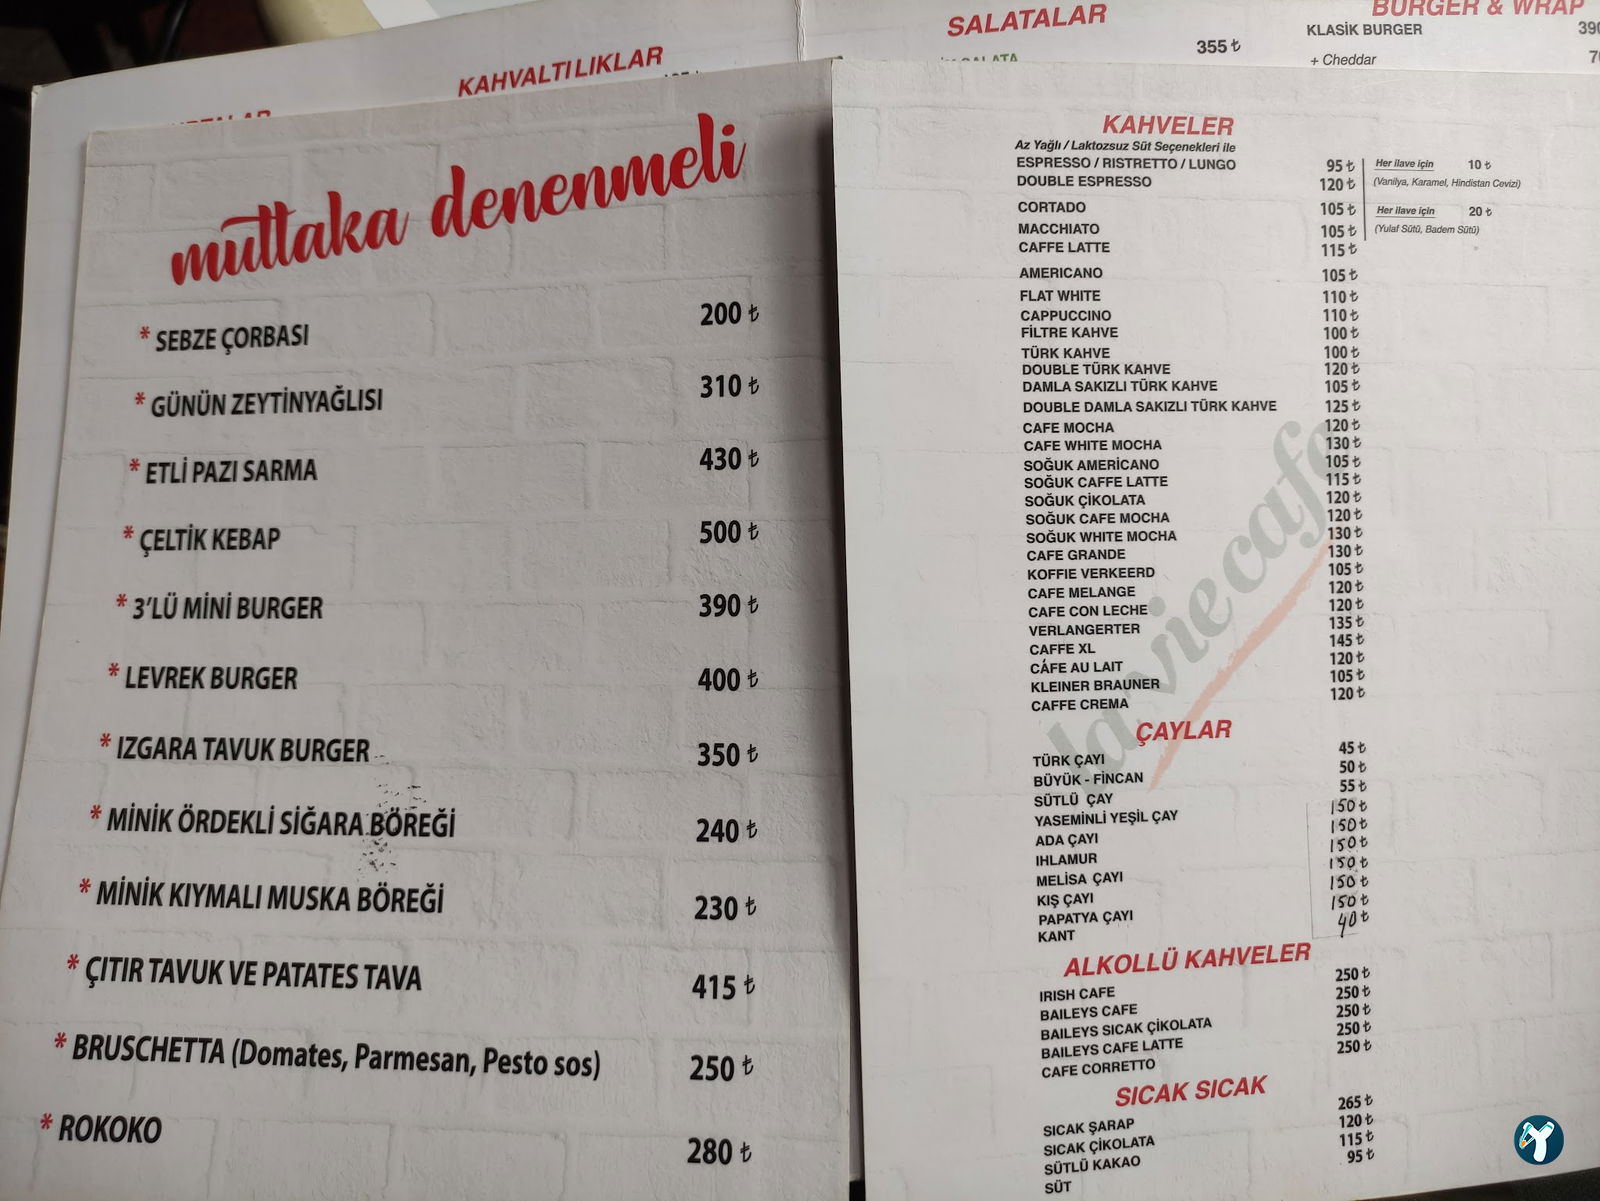 KAHVALTILIKLAR
SALATALAR
355 ₺
BURGER & WRAP
KLASİK BURGER
+ Cheddar
mutlaka denenmeli
* SEBZE ÇORBASI 200 ₺
* GÜNÜN ZEYTİNYAĞLISI 310 ₺
* ETLİ PAZI SARMA 430 ₺
* ÇELTİK KEBAP 500 ₺
* 3'LÜ MİNİ BURGER 390 ₺
* LEVREK BURGER 400 ₺
* IZGARA TAVUK BURGER 350 ₺
* MİNİK ÖRDEKLİ SİĞARA BÖREĞİ 240 ₺
* MİNİK KIYMALI MUSKA BÖREĞİ 230 ₺
* ÇITIR TAVUK VE PATATES TAVA 415 ₺
* BRUSCHETTA (Domates, Parmesan, Pesto sos) 250 ₺
* ROKOKO 280 ₺
KAHVELER
Az Yağlı / Laktozsuz Süt Seçenekleri ile
ESPRESSO / RISTRETTO / LUNGO 95 ₺
DOUBLE ESPRESSO 120 ₺
CORTADO 105 ₺
MACCHIATO 105 ₺
CAFFE LATTE 115 ₺
Her ilave için 10 ₺
(Vanilya, Karamel, Hindistan Cevizi)
Her ilave için 20 ₺
(Yulaf Sütü, Badem Sütü)
AMERICANO 105 ₺
FLAT WHITE 110 ₺
CAPPUCCINO 110 ₺
FİLTRE KAHVE 100 ₺
TÜRK KAHVE 100 ₺
DOUBLE TÜRK KAHVE 120 ₺
DAMLA SAKIZLI TÜRK KAHVE 105 ₺
DOUBLE DAMLA SAKIZLI TÜRK KAHVE 125 ₺
CAFE MOCHA 120 ₺
CAFE WHITE MOCHA 130 ₺
SOĞUK AMERİCANO 105 ₺
SOĞUK CAFFE LATTE 115 ₺
SOĞUK ÇİKOLATA 120 ₺
SOĞUK CAFE MOCHA 120 ₺
SOĞUK WHITE MOCHA 130 ₺
CAFE GRANDE 130 ₺
KOFFIE VERKEERD 105 ₺
CAFE MELANGE 120 ₺
CAFE CON LECHE 120 ₺
VERLANGERTER 135 ₺
CAFFE XL 145 ₺
CÁFE AU LAIT 120 ₺
KLEINER BRAUNER 105 ₺
CAFFE CREMA 120 ₺
la vie cafe
ÇAYLAR
TÜRK ÇAYI 45 ₺
BÜYÜK - FİNCAN 50 ₺
SÜTLÜ ÇAY 55 ₺
YASEMİNLİ YEŞİL ÇAY 150 ₺
ADA ÇAYI 150 ₺
IHLAMUR 150 ₺
MELİSA ÇAYI 150 ₺
KIŞ ÇAYI 150 ₺
PAPATYA ÇAYI 150 ₺
KANT 40 ₺
ALKOLLÜ KAHVELER
IRISH CAFE 250 ₺
BAILEYS CAFE 250 ₺
BAILEYS SICAK ÇİKOLATA 250 ₺
BAILEYS CAFE LATTE 250 ₺
CAFE CORRETTO 250 ₺
SICAK SICAK
SICAK ŞARAP 265 ₺
SICAK ÇİKOLATA 120 ₺
SÜTLÜ KAKAO 115 ₺
SÜT 95 ₺